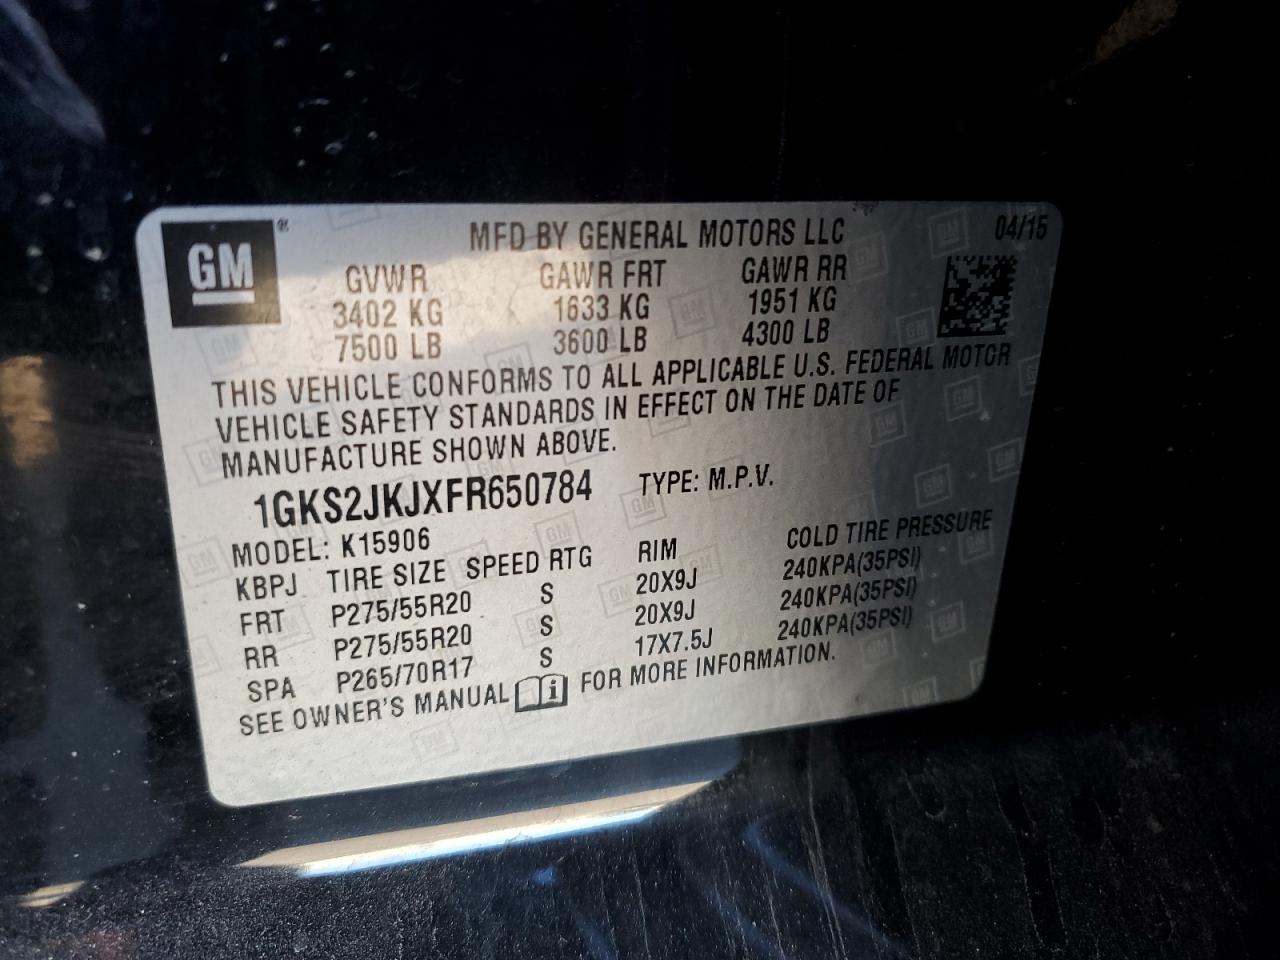 GM ®
MFD BY GENERAL MOTORS LLC 04/15
GVWR GAWR FRT GAWR RR
3402 KG 1633 KG 1951 KG
7500 LB 3600 LB 4300 LB
THIS VEHICLE CONFORMS TO ALL APPLICABLE U.S. FEDERAL MOTOR
VEHICLE SAFETY STANDARDS IN EFFECT ON THE DATE OF
MANUFACTURE SHOWN ABOVE.
1GKS2JKJXFR650784 TYPE: M.P.V.
MODEL: K15906
KBPJ TIRE SIZE SPEED RTG RIM COLD TIRE PRESSURE
FRT P275/55R20 S 20X9J 240KPA(35PSI)
RR P275/55R20 S 20X9J 240KPA(35PSI)
SPA P265/70R17 S 17X7.5J 240KPA(35PSI)
SEE OWNER'S MANUAL i FOR MORE INFORMATION.